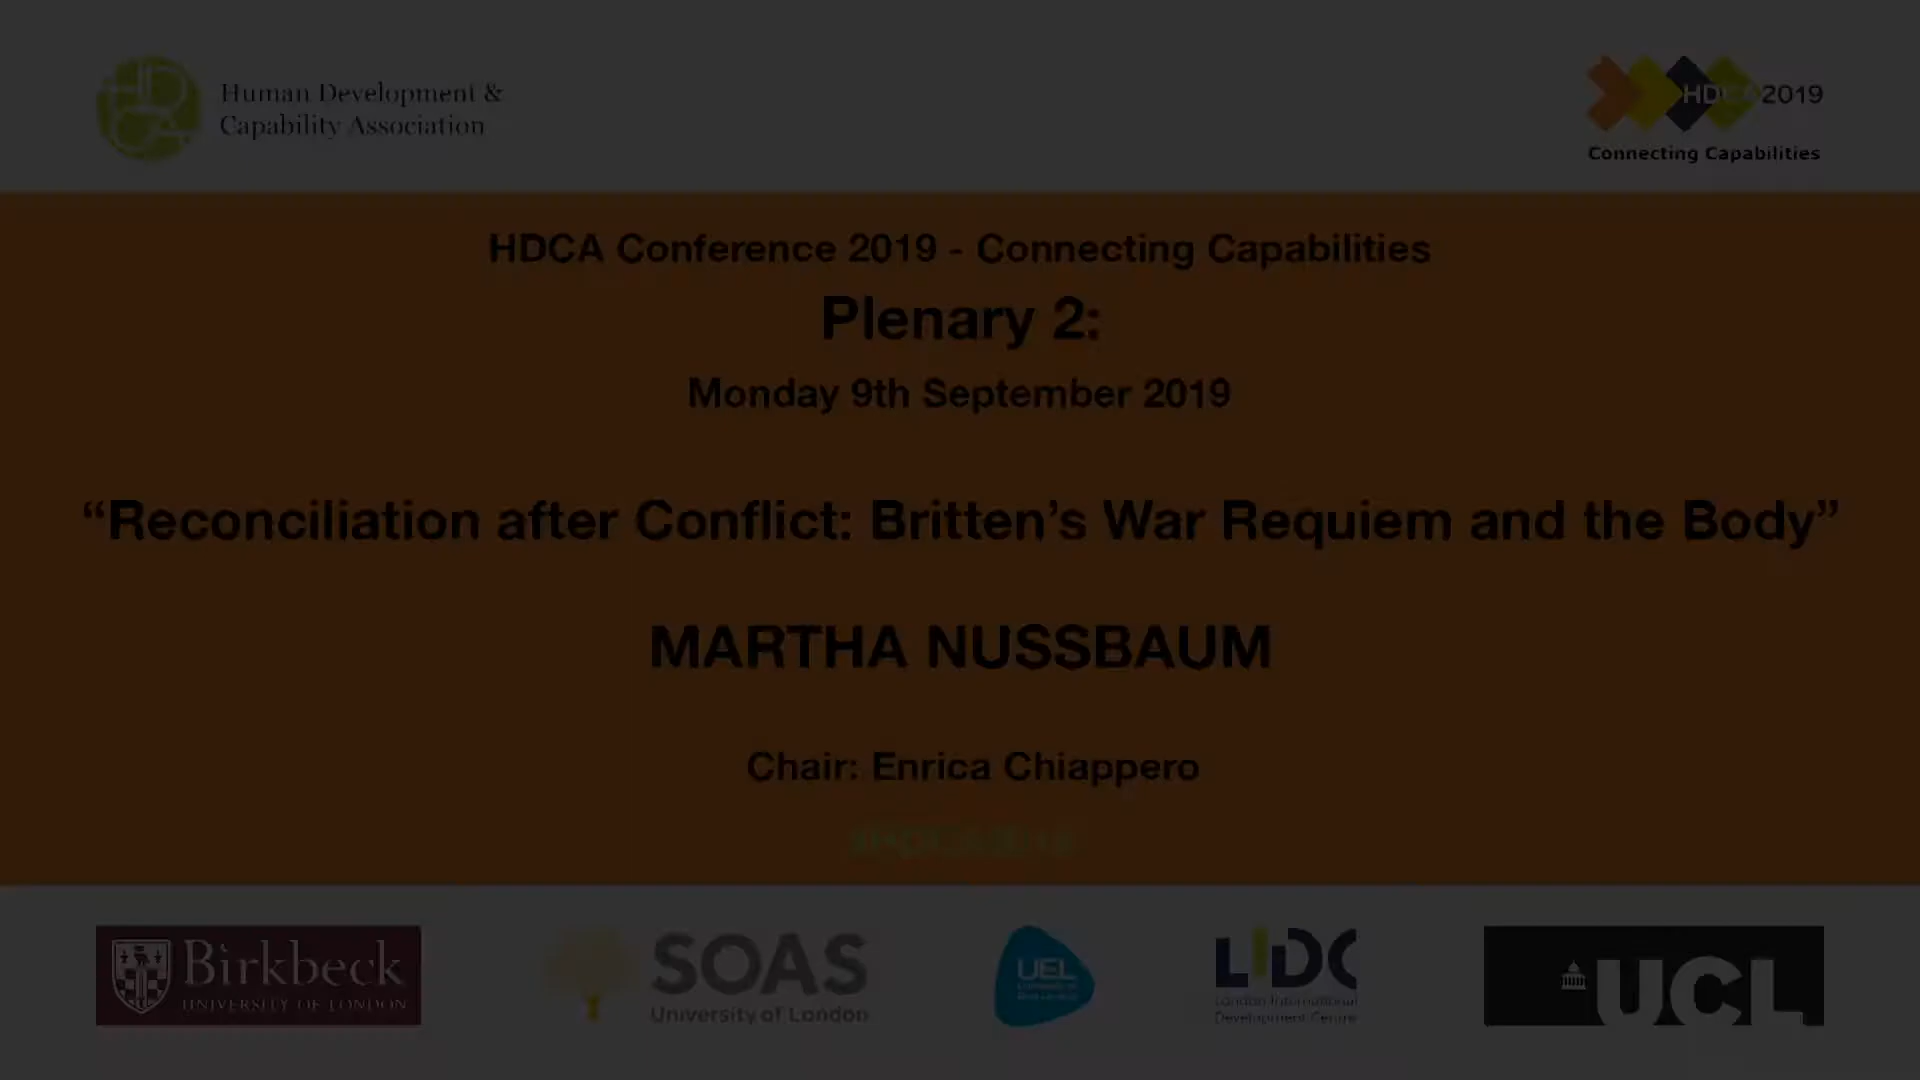 Human Development &
Capability Association
HDCA2019
Connecting Capabilities
HDCA Conference 2019 - Connecting Capabilities
Plenary 2:
Monday 9th September 2019
“Reconciliation after Conflict: Britten’s War Requiem and the Body”
MARTHA NUSSBAUM
Chair: Enrica Chiappero
Birkbeck
UNIVERSITY OF LONDON
SOAS
University of London
UEL
LIDC
London International
Development Centre
UCL